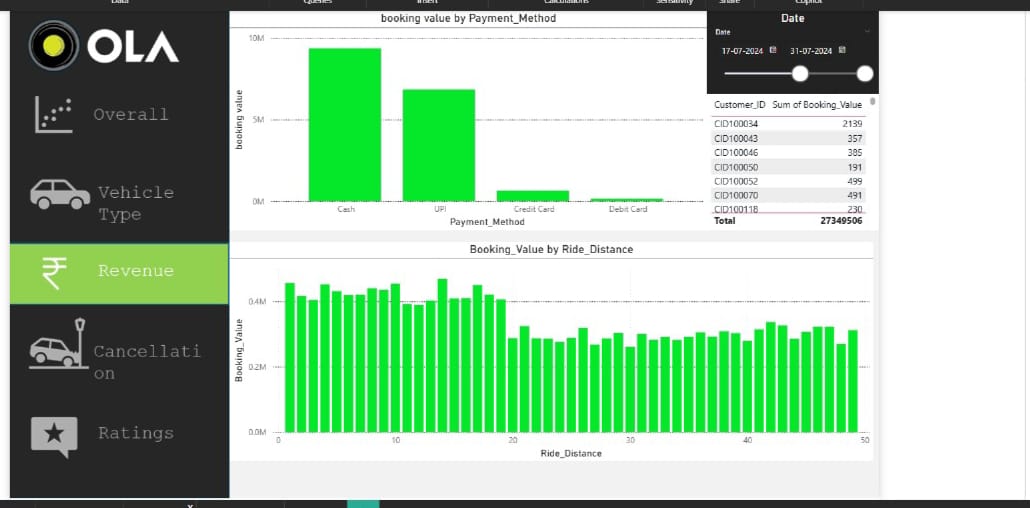 Data Queries Insert Calculations Sensitivity Share Copilot
OLA
Overall
Vehicle
Type
Revenue
Cancellati
on
Ratings
booking value by Payment_Method
booking value
10M
5M
0M
Cash UPI Credit Card Debit Card
Payment_Method
Date
Date
17-07-2024 31-07-2024
Customer_ID Sum of Booking_Value
CID100034 2139
CID100043 357
CID100046 385
CID100050 191
CID100052 499
CID100070 491
CID100118 230
Total 27349506
Booking_Value by Ride_Distance
Booking_Value
0.4M
0.2M
0.0M
0 10 20 30 40 50
Ride_Distance